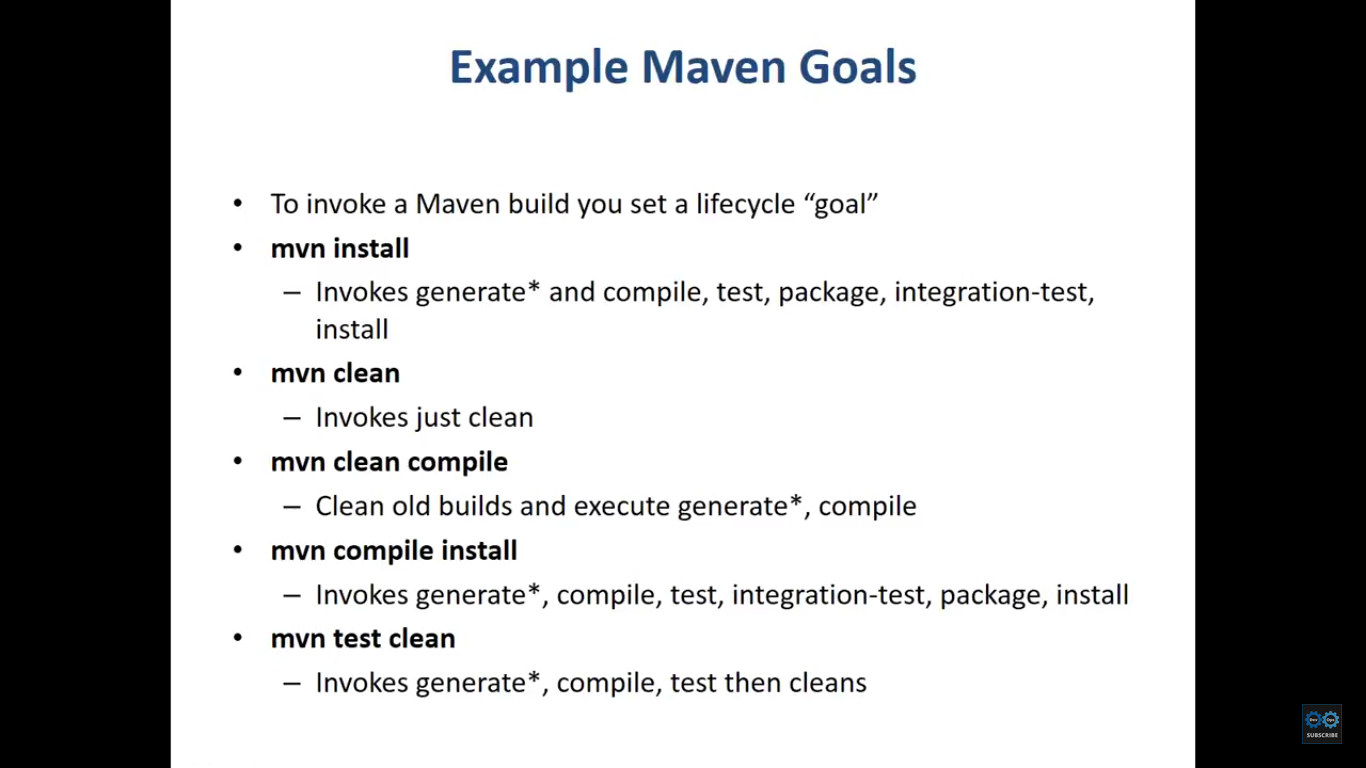 Example Maven Goals
• To invoke a Maven build you set a lifecycle “goal”
• mvn install
– Invokes generate* and compile, test, package, integration-test,
install
• mvn clean
– Invokes just clean
• mvn clean compile
– Clean old builds and execute generate*, compile
• mvn compile install
– Invokes generate*, compile, test, integration-test, package, install
• mvn test clean
– Invokes generate*, compile, test then cleans
Dev Ops
SUBSCRIBE